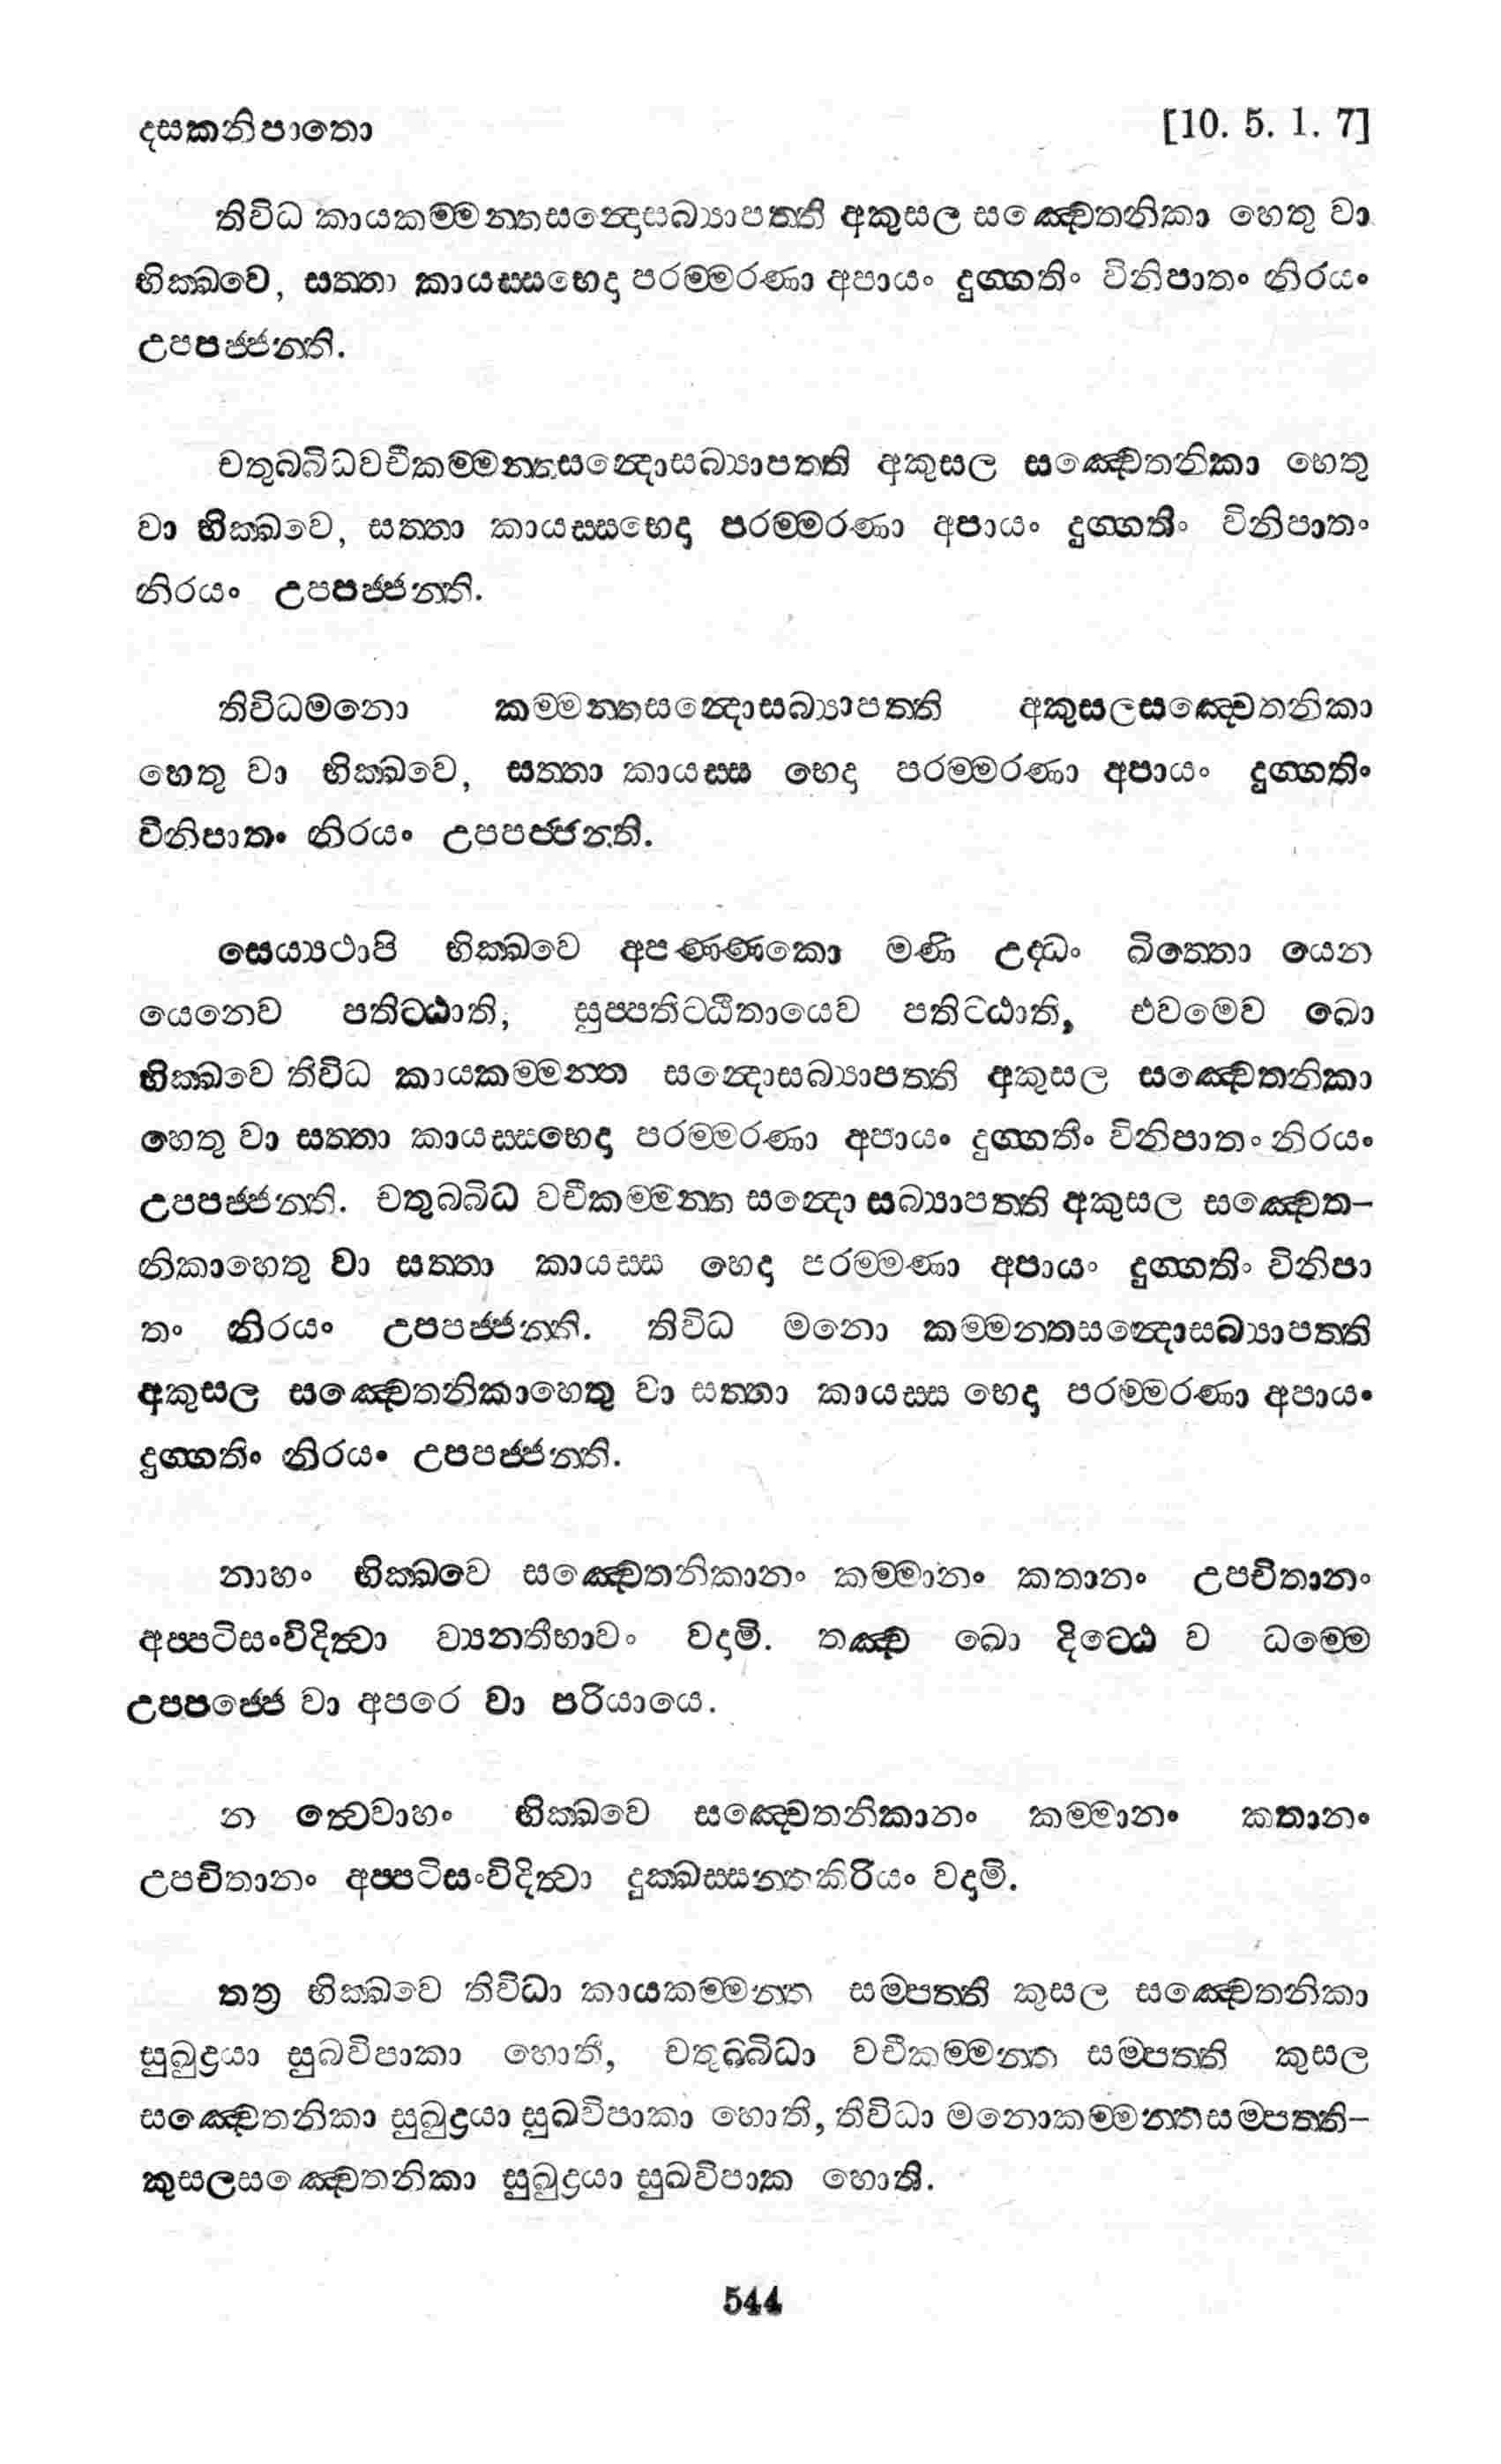 දසකනිපාතො [10. 5. 1. 7]
තිවිධ කායකම්මන්තසන්දොසබ්‍යාපත්ති අකුසල සඤ්චෙතනිකා හෙතු වා
භික්ඛවෙ, සත්තා කායස්සභෙදා පරම්මරණා අපායං දුග්ගතිං විනිපාතං නිරයං
උපපජ්ජන්ති.
චතුබ්බිධවචීකම්මන්තසන්දොසබ්‍යාපත්ති අකුසල සඤ්චෙතනිකා හෙතු
වා භික්ඛවෙ, සත්තා කායස්සභෙදා පරම්මරණා අපායං දුග්ගතිං විනිපාතං
නිරයං උපපජ්ජන්ති.
තිවිධමනො කම්මන්තසන්දොසබ්‍යාපත්ති අකුසලසඤ්චෙතනිකා
හෙතු වා භික්ඛවෙ, සත්තා කායස්ස භෙදා පරම්මරණා අපායං දුග්ගතිං
විනිපාතං නිරයං උපපජ්ජන්ති.
සෙය්‍යථාපි භික්ඛවෙ අපණ්ණකො මණි උද්ධං ඛිත්තො යෙන
යෙනෙව පතිට්ඨාති, සුප්පතිට්ඨිතායෙව පතිට්ඨාති, එවමෙව ඛො
භික්ඛවෙ තිවිධ කායකම්මන්ත සන්දොසබ්‍යාපත්ති අකුසල සඤ්චෙතනිකා
හෙතු වා සත්තා කායස්සභෙදා පරම්මරණා අපායං දුග්ගතිං විනිපාතං නිරයං
උපපජ්ජන්ති. චතුබ්බිධ වචීකම්මන්ත සන්දො සබ්‍යාපත්ති අකුසල සඤ්චෙත-
නිකාහෙතු වා සත්තා කායස්ස හෙදා පරම්මණා අපායං දුග්ගතිං විනිපා
තං නිරයං උපපජ්ජන්ති. තිවිධ මනො කම්මන්තසන්දොසබ්‍යාපත්ති
අකුසල සඤ්චෙතනිකාහෙතු වා සත්තා කායස්ස භෙදා පරම්මරණා අපායං
දුග්ගතිං නිරයං උපපජ්ජන්ති.
නාහං භික්ඛවෙ සඤ්චෙතනිකානං කම්මානං කතානං උපචිතානං
අප්පටිසංවිදිත්වා ව්‍යන්තීභාවං වදාමි. තඤ්ච ඛො දිට්ඨෙ ව ධම්මෙ
උපපජ්ජෙ වා අපරෙ වා පරියායෙ.
න ත්වෙවාහං භික්ඛවෙ සඤ්චෙතනිකානං කම්මානං කතානං
උපචිතානං අප්පටිසංවිදිත්වා දුක්ඛස්සන්තකිරියං වදාමි.
තත්‍ර භික්ඛවෙ තිවිධා කායකම්මන්ත සම්පත්ති කුසල සඤ්චෙතනිකා
සුඛුද්‍රයා සුඛවිපාකා හොති, චතුබ්බිධා වචීකම්මන්ත සම්පත්ති කුසල
සඤ්චෙතනිකා සුඛුද්‍රයා සුඛවිපාකා හොති, තිවිධා මනොකම්මන්තසම්පත්ති-
කුසලසඤ්චෙතනිකා සුඛුද්‍රයා සුඛවිපාක හොති.
544